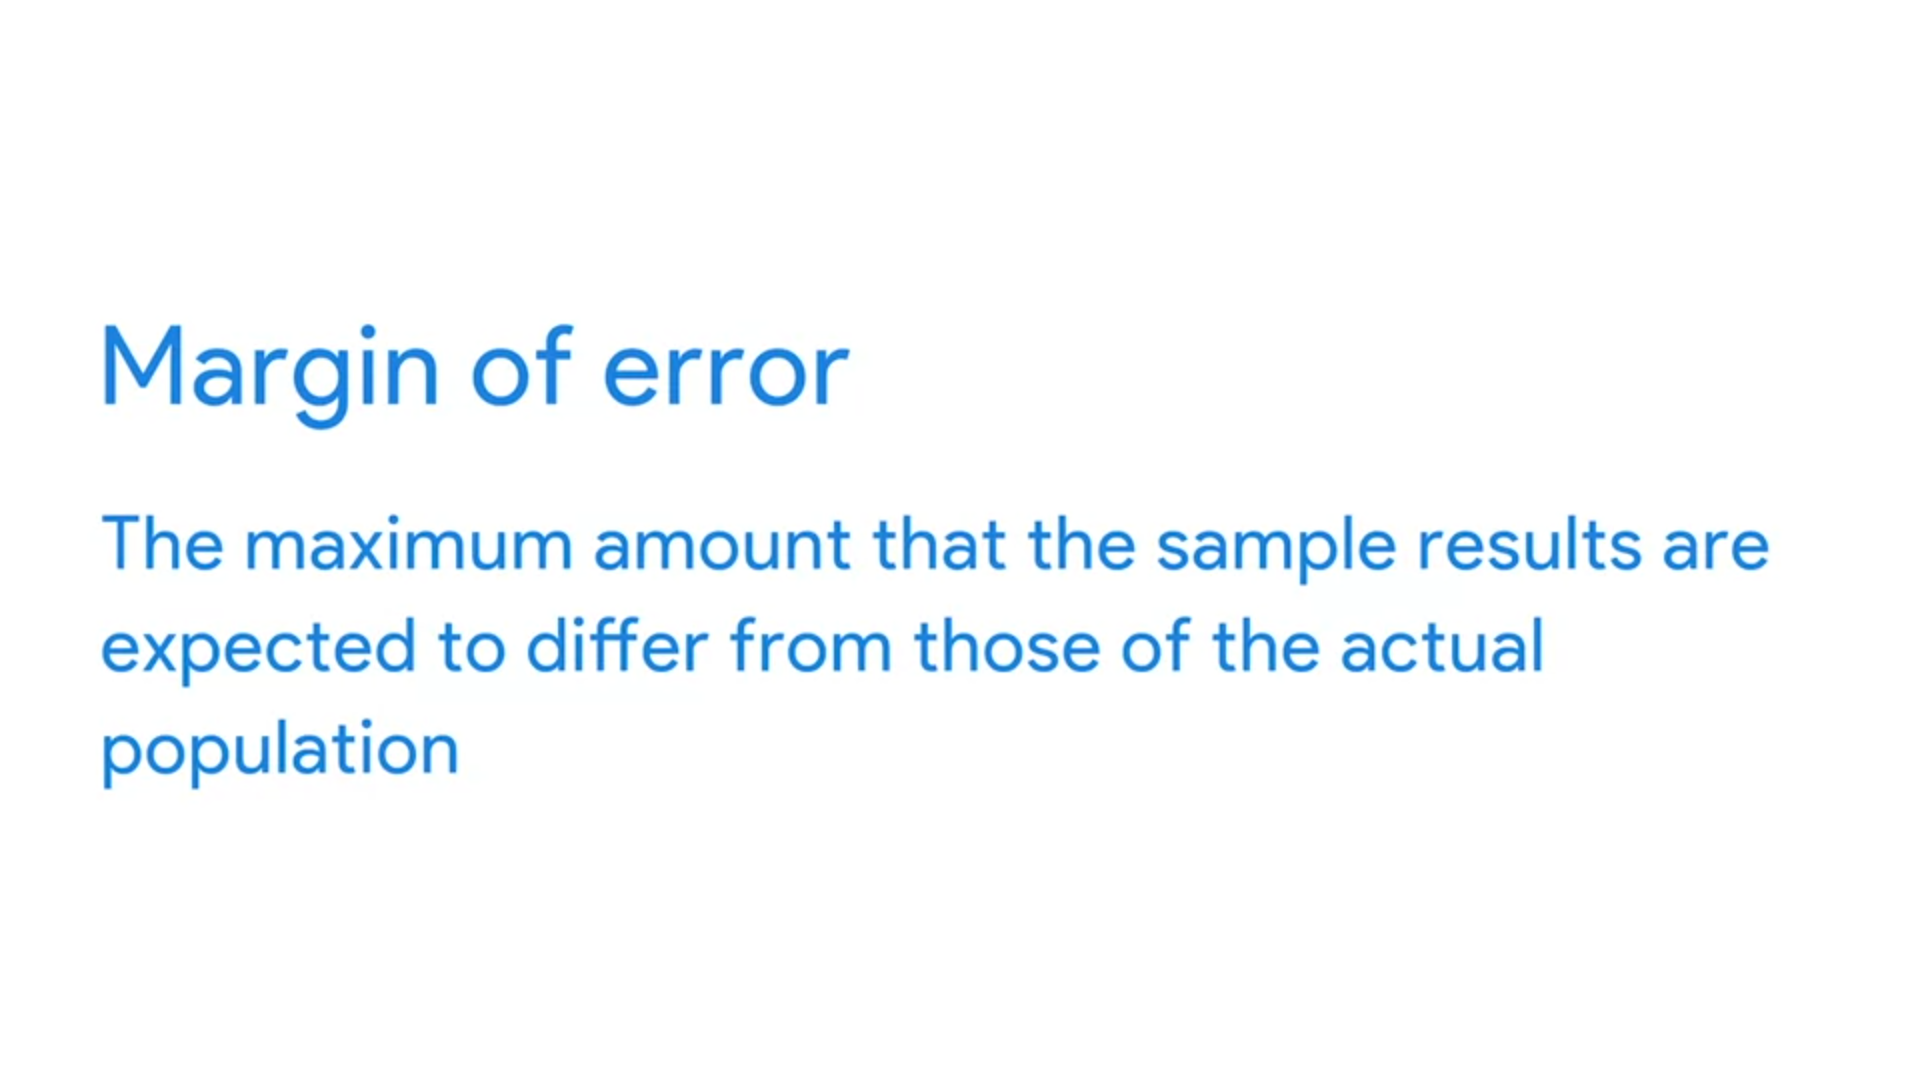 Margin of error
The maximum amount that the sample results are
expected to differ from those of the actual
population